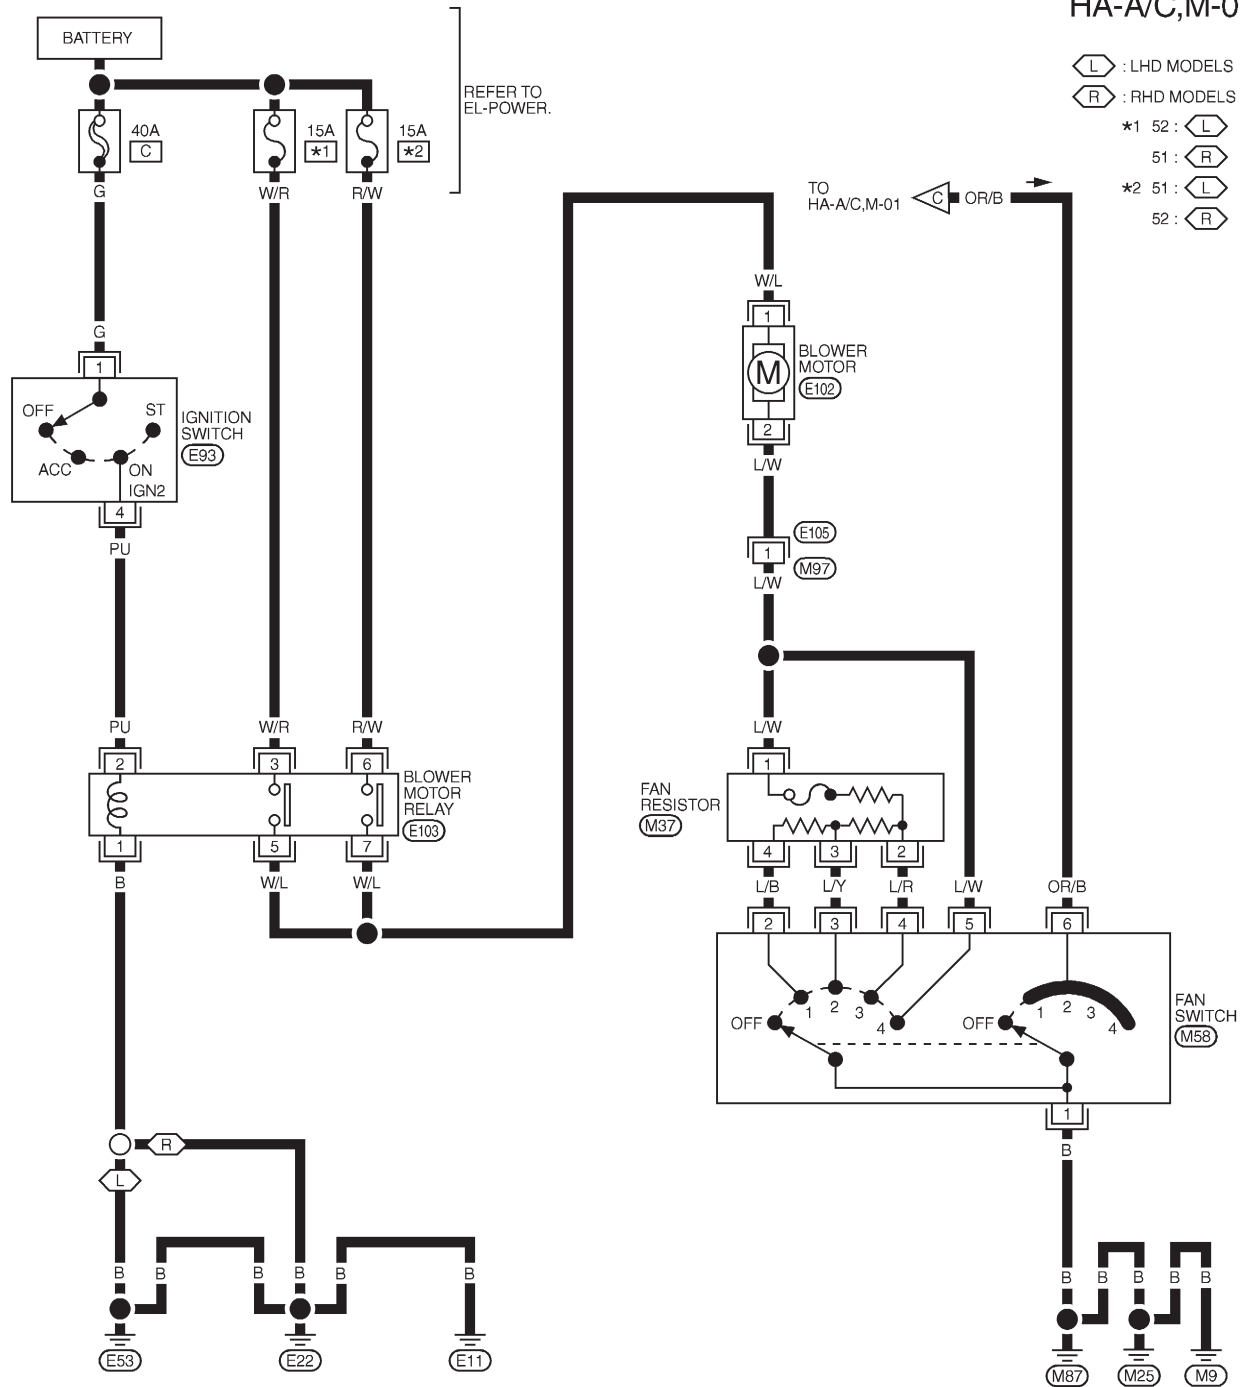 HA-A/C,M-0
BATTERY
REFER TO
EL-POWER.
L : LHD MODELS
R : RHD MODELS
*1 52 : L
51 : R
*2 51 : L
52 : R
40A
C
15A
*1
15A
*2
G
W/R
R/W
TO
HA-A/C,M-01
C
OR/B
W/L
G
1
1
BLOWER
MOTOR
E102
M
2
OFF
ST
ACC
ON
IGN2
IGNITION
SWITCH
E93
4
L/W
PU
E105
1
M97
L/W
PU
W/R
R/W
L/W
2
3
6
BLOWER
MOTOR
RELAY
E103
1
5
7
1
FAN
RESISTOR
M37
4
3
2
B
W/L
W/L
L/B
L/Y
L/R
L/W
OR/B
2
3
4
5
6
OFF
1
2
3
4
OFF
1
2
3
4
FAN
SWITCH
M58
1
B
R
L
B
B
B
B
B
B
B
B
B
B
B
E53
E22
E11
M87
M25
M9